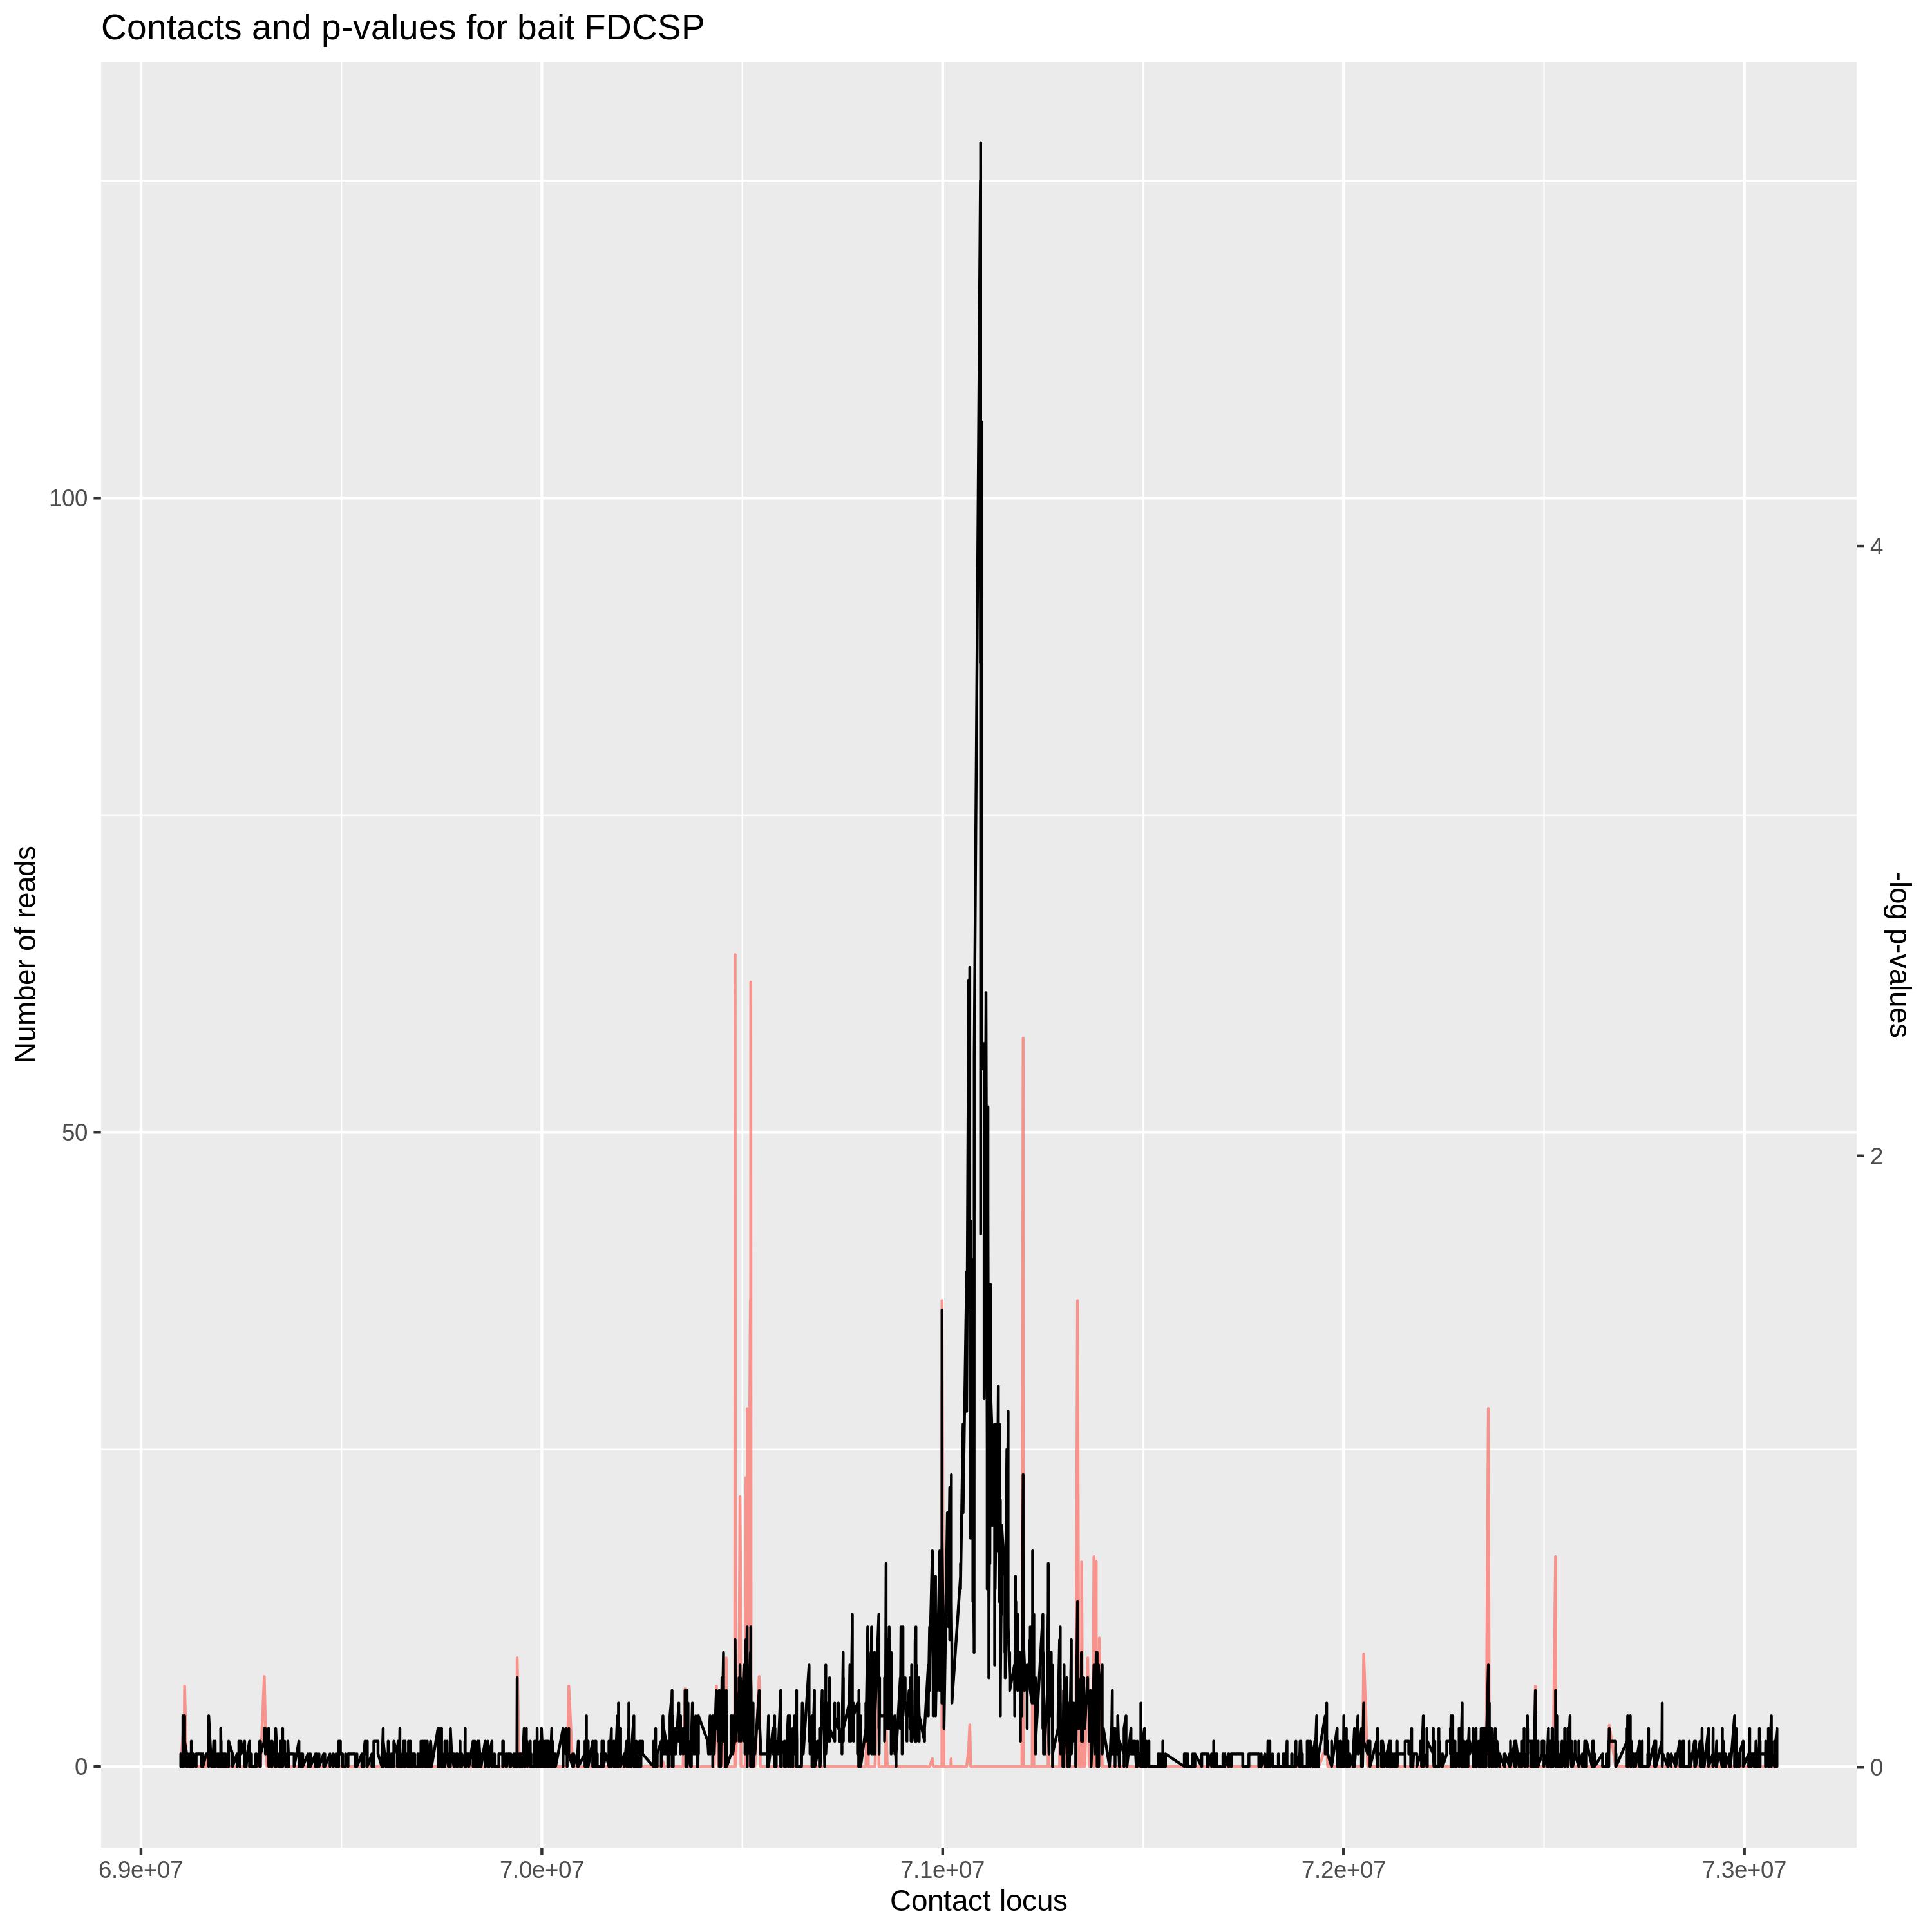 Contacts and p-values for bait FDCSP
100
50
0
Number of reads
4
2
0
-log p-values
6.9e+07
7.0e+07
7.1e+07
7.2e+07
7.3e+07
Contact locus